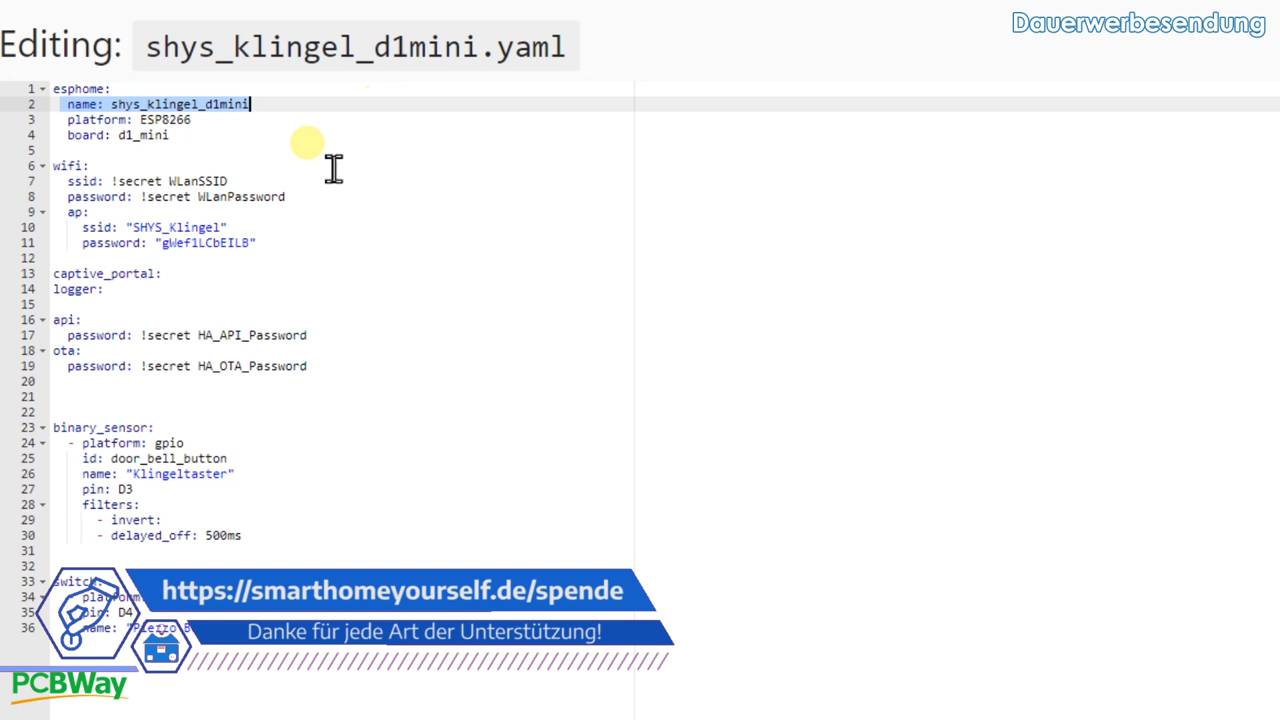 Dauerwerbesendung
Editing: shys_klingel_d1mini.yaml
1 esphome:
2 name: shys_klingel_d1mini
3 platform: ESP8266
4 board: d1_mini
5
6 wifi:
7 ssid: !secret WLanSSID
8 password: !secret WLanPassword
9 ap:
10 ssid: "SHYS_Klingel"
11 password: "gWef1LCbEILB"
12
13 captive_portal:
14 logger:
15
16 api:
17 password: !secret HA_API_Password
18 ota:
19 password: !secret HA_OTA_Password
20
21
22
23 binary_sensor:
24 - platform: gpio
25 id: door_bell_button
26 name: "Klingeltaster"
27 pin: D3
28 filters:
29 - invert:
30 - delayed_off: 500ms
31
32
33 switch:
34
35 pin: D4
36 name:
https://smarthomeyourself.de/spende
Danke für jede Art der Unterstützung!
PCBWay